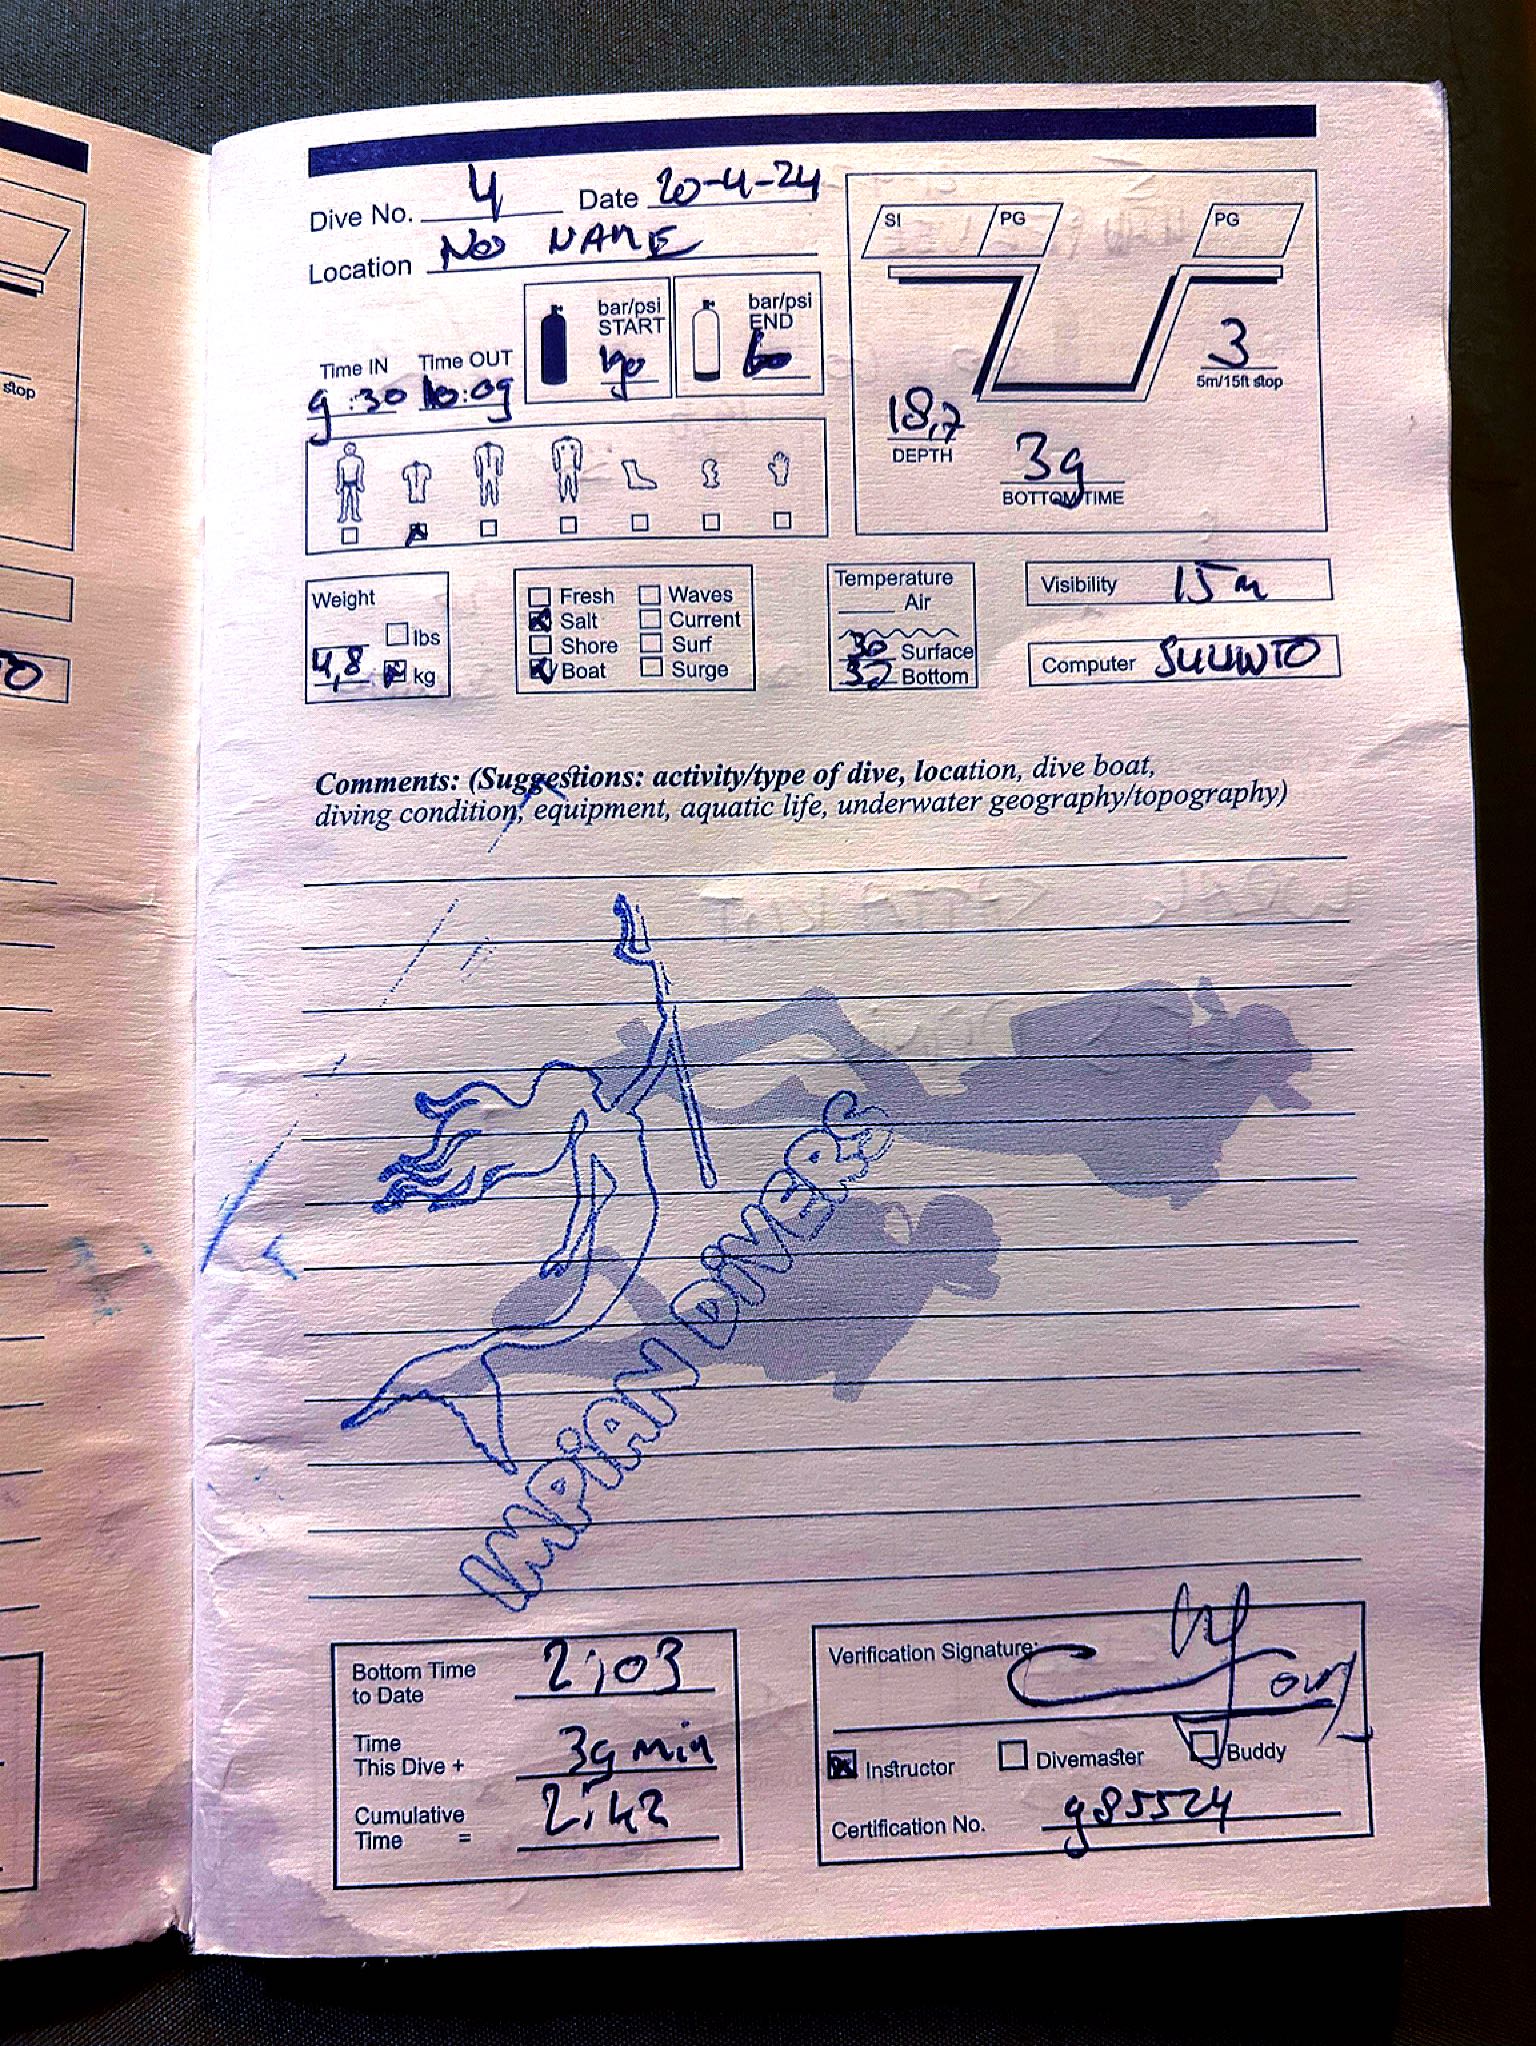 Dive No. 4 Date 20-4-24
Location NO NAME
SI PG PG
bar/psi START
bar/psi END
Time IN Time OUT
9:30 10:09
3
5m/15ft stop
18,7
DEPTH
39
BOTTOM TIME
Weight
lbs
4,8 kg
Fresh Waves
Salt Current
Shore Surf
Boat Surge
Temperature
Air
30 Surface
Bottom
Visibility 15 m
Computer SUUNTO
stop
Comments: (Suggestions: activity/type of dive, location, dive boat,
diving condition, equipment, aquatic life, underwater geography/topography)
IMPIAN DIVERS
Bottom Time
to Date 2;03
Time
This Dive + 39 min
Cumulative
Time = 2;42
Verification Signature:
Instructor Divemaster Buddy
Certification No. 985524